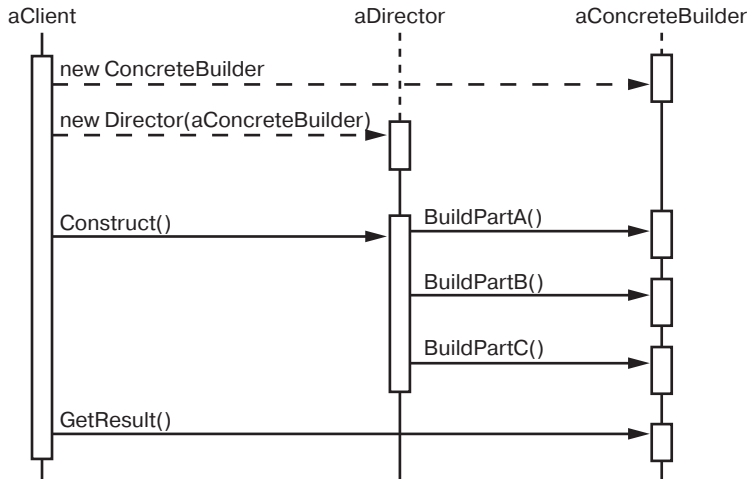 aClient
aDirector
aConcreteBuilder
new ConcreteBuilder
new Director(aConcreteBuilder)
Construct()
BuildPartA()
BuildPartB()
BuildPartC()
GetResult()